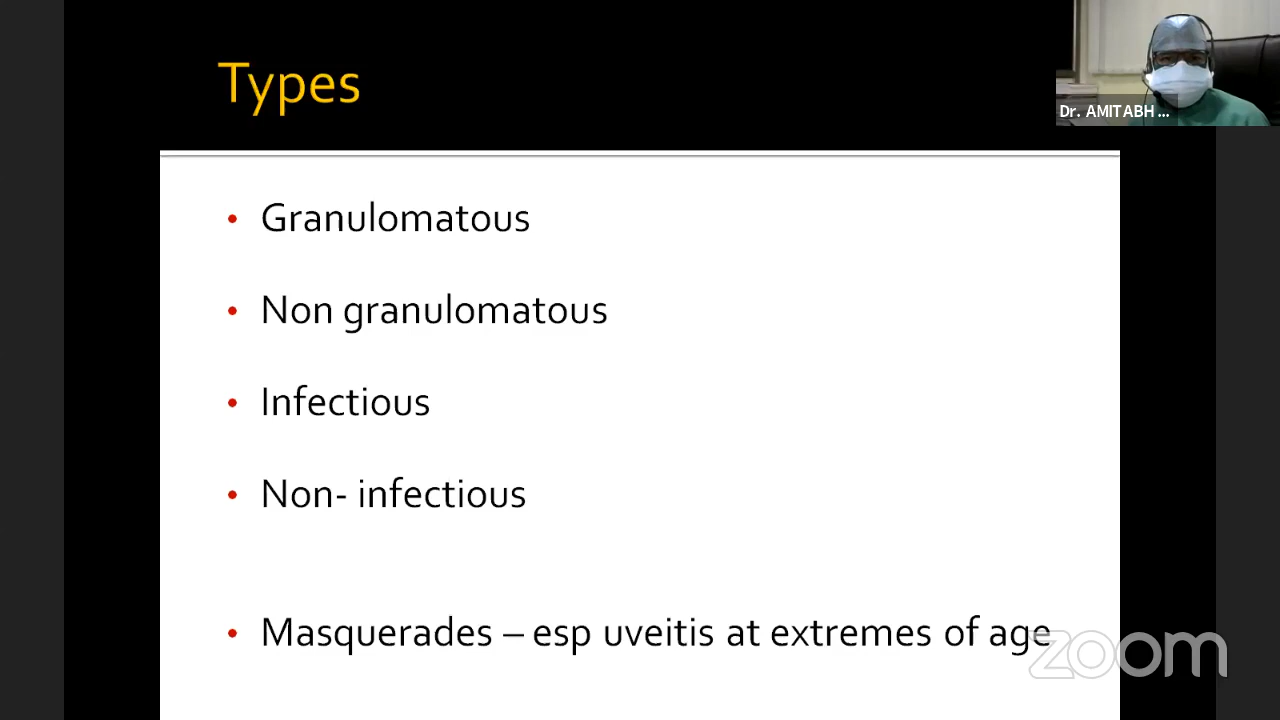 Types
Dr. AMITABH ...
• Granulomatous
• Non granulomatous
• Infectious
• Non- infectious
• Masquerades – esp uveitis at extremes of age
zoom